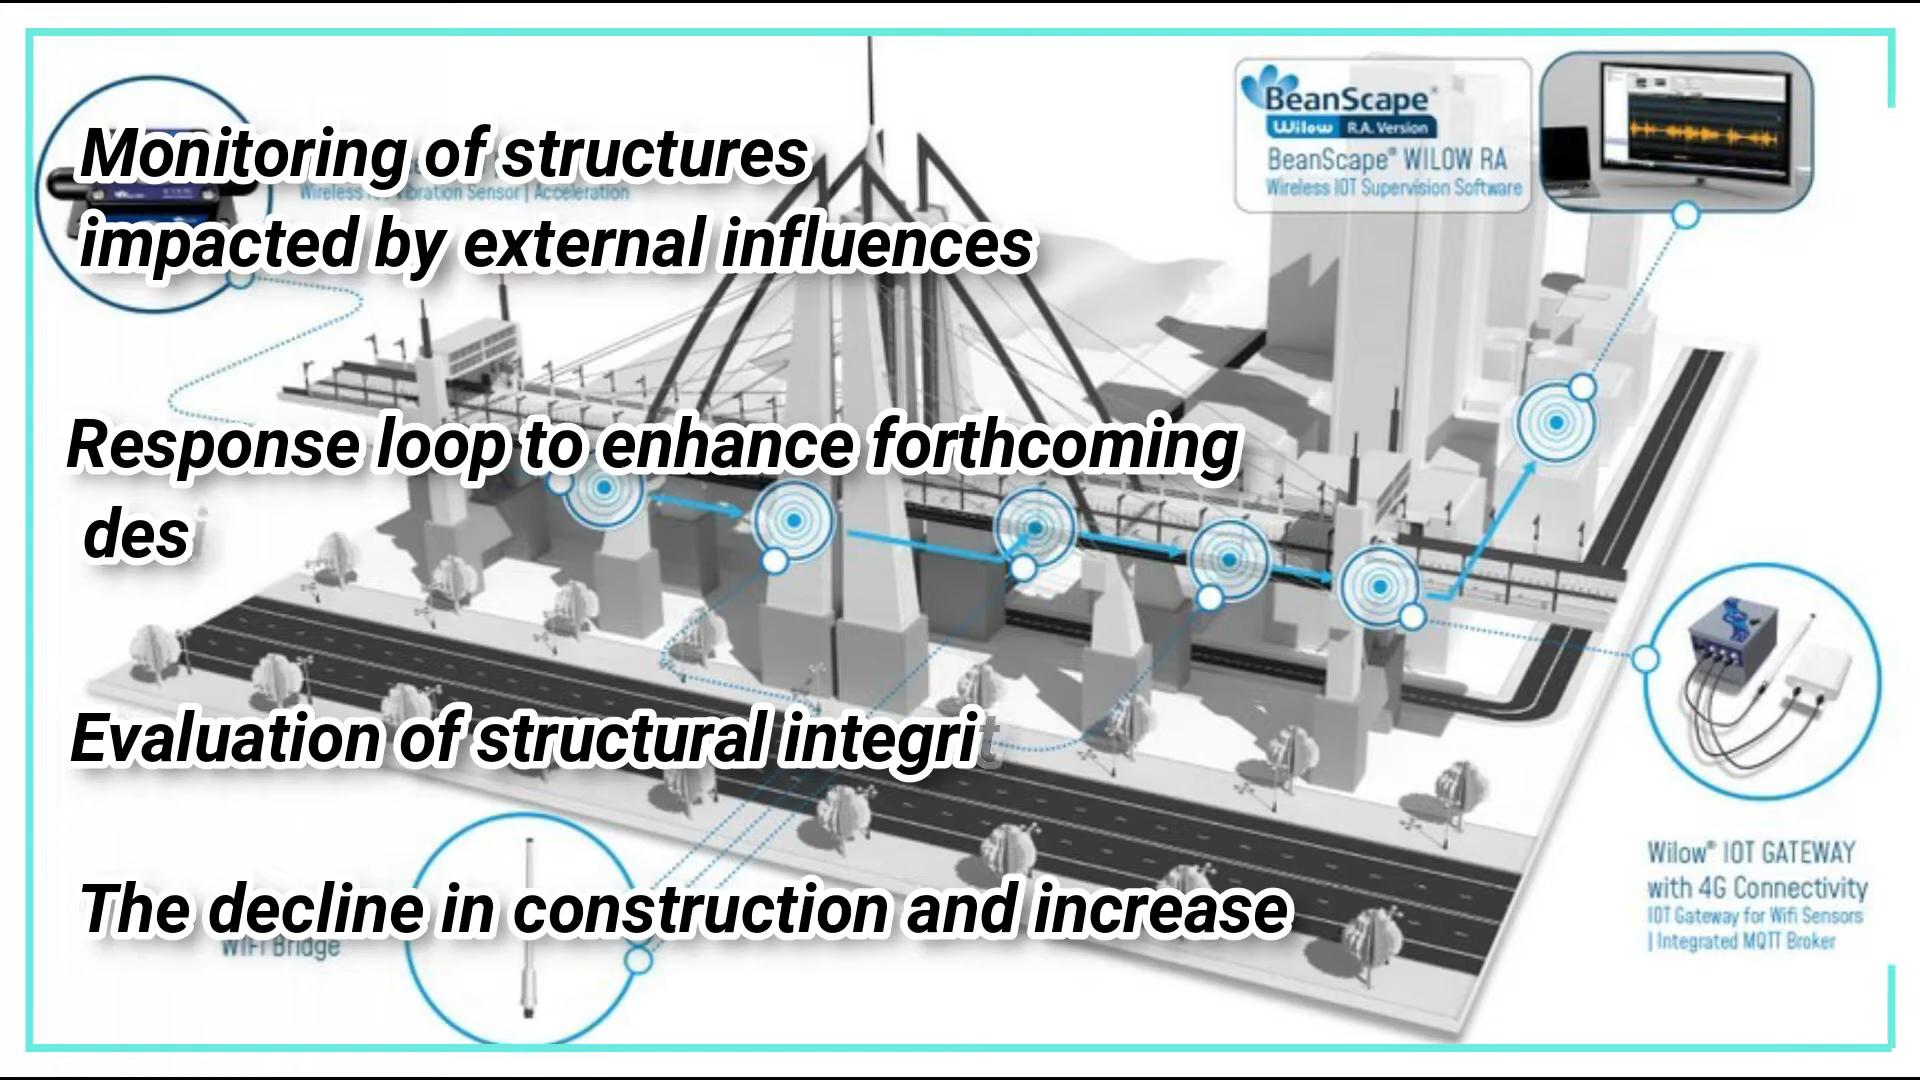 Monitoring of structures
impacted by external influences
Wireless
Vibration Sensor | Acceleration
BeanScape®
Wilow R.A. Version
BeanScape® WILOW RA
Wireless IOT Supervision Software
Response loop to enhance forthcoming
des
Evaluation of structural integrit
The decline in construction and increase
WIFI Bridge
Wilow® IOT GATEWAY
with 4G Connectivity
IOT Gateway for Wifi Sensors
| Integrated MQTT Broker